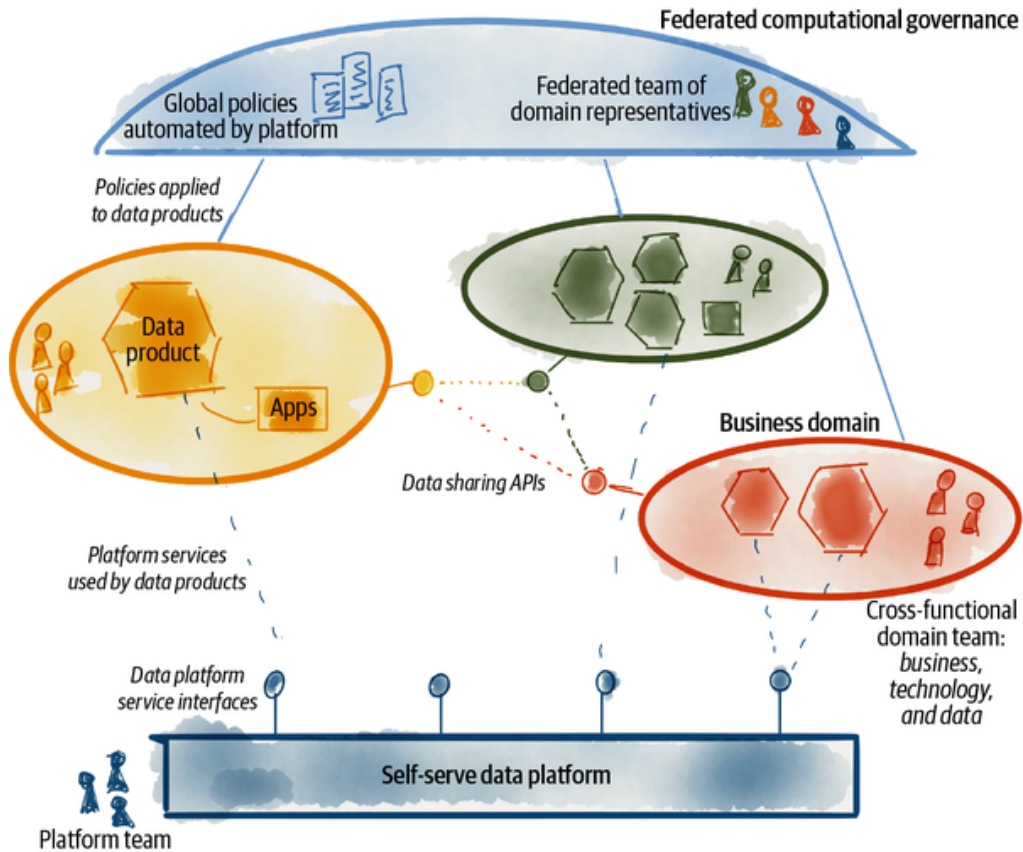 Federated computational governance
Global policies
automated by platform
Federated team of
domain representatives
Policies applied
to data products
Data
product
Apps
Business domain
Data sharing APIs
Platform services
used by data products
Cross-functional
domain team:
business,
technology,
and data
Data platform
service interfaces
Self-serve data platform
Platform team